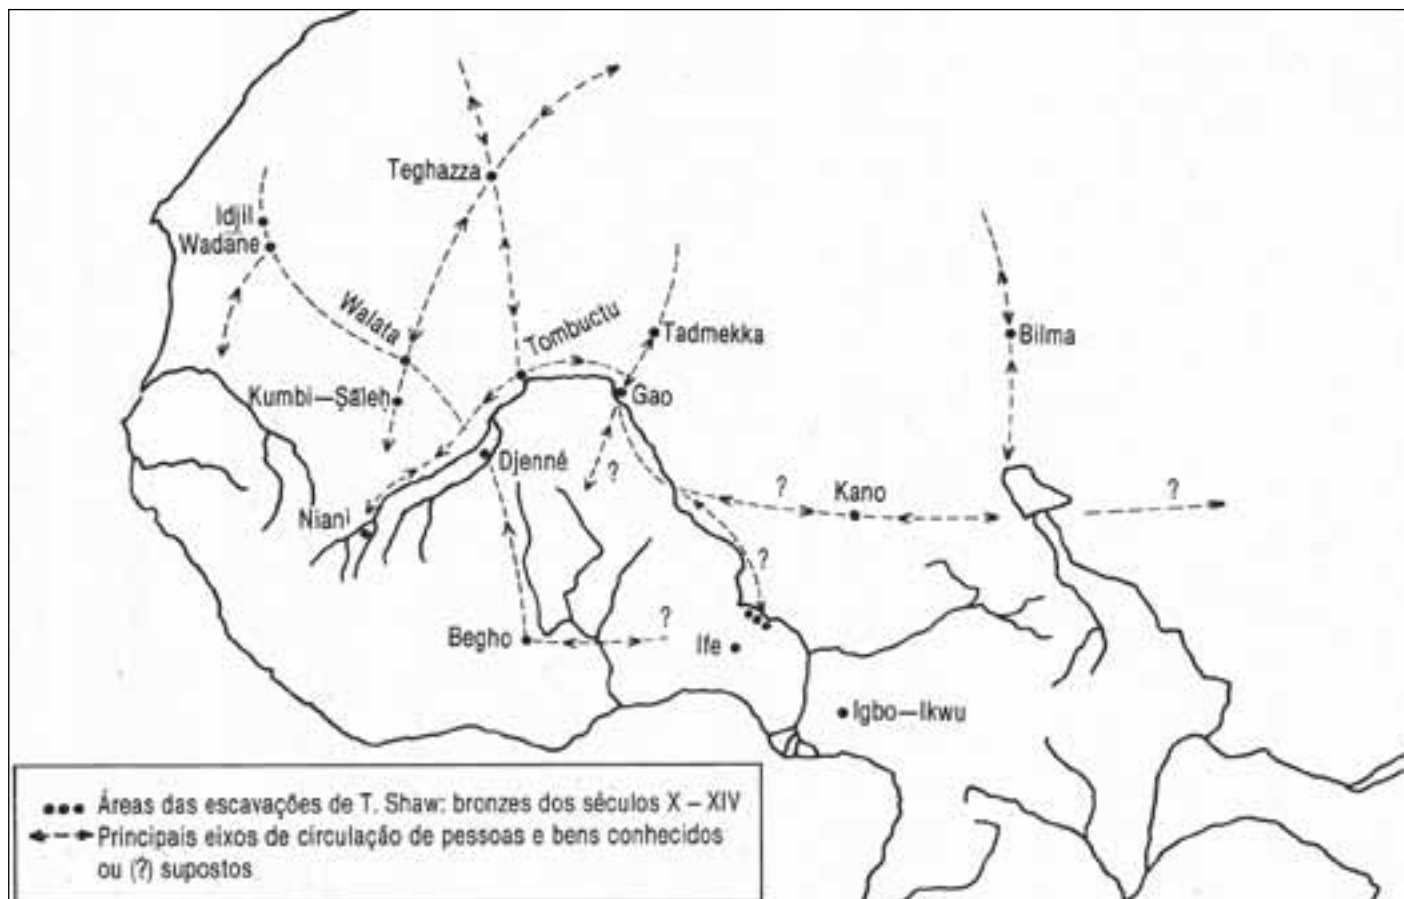 Teghazza
Idjil
Wadane
Walata
Tombuctu
Tadmekka
Bilma
Kumbi—Ṣāleḥ
Gao
Djenné
?
?
Kano
?
Niani
?
Begho
?
Ife
Igbo—Ikwu
Áreas das escavações de T. Shaw: bronzes dos séculos X – XIV
Principais eixos de circulação de pessoas e bens conhecidos
ou (?) supostos